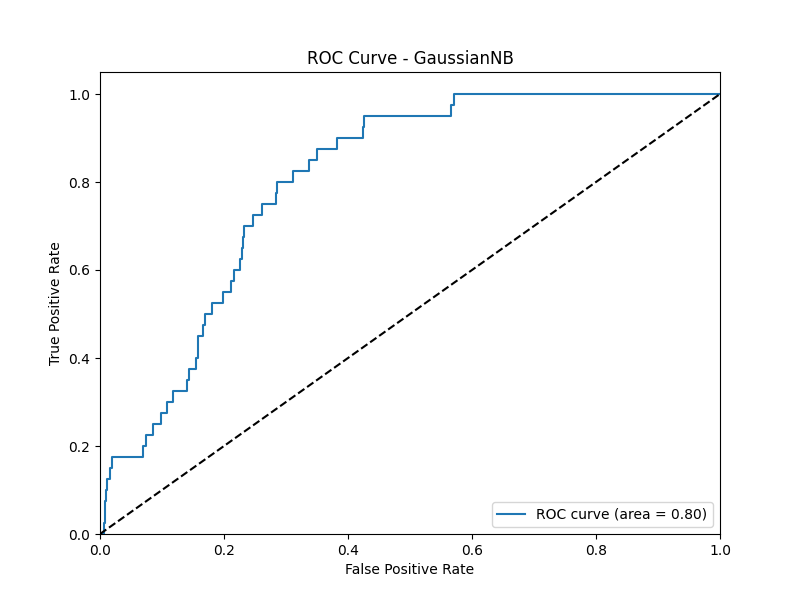 ROC Curve - GaussianNB
True Positive Rate
1.0
0.8
0.6
0.4
0.2
0.0
ROC curve (area = 0.80)
0.0 0.2 0.4 0.6 0.8 1.0
False Positive Rate